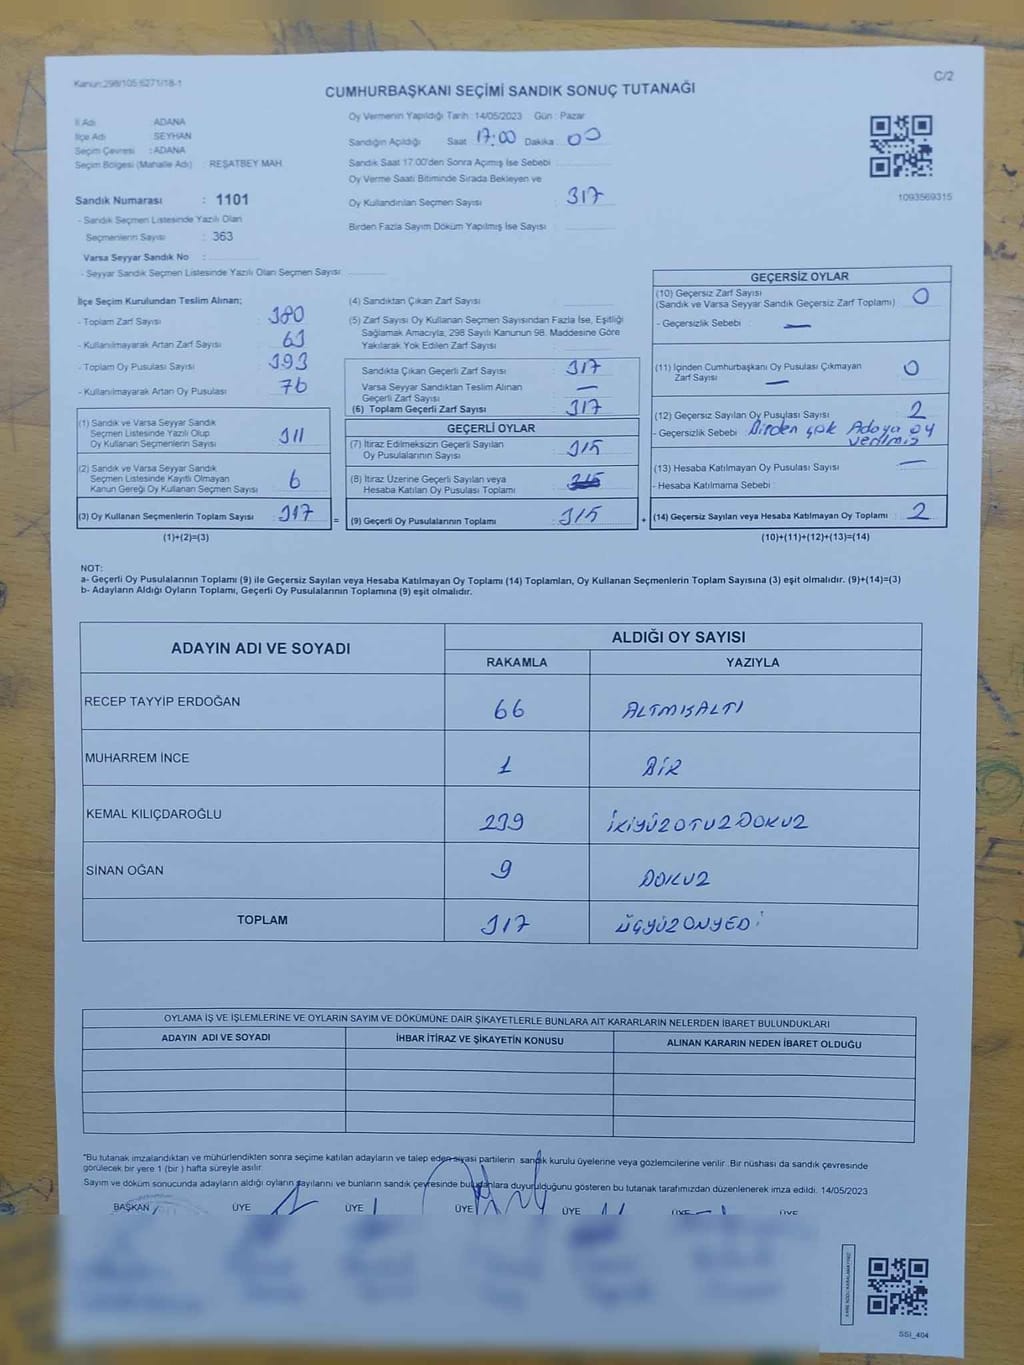 Kanun:298/105 6271/18-1
C/2
CUMHURBAŞKANI SEÇİMİ SANDIK SONUÇ TUTANAĞI
İl Adı ADANA
İlçe Adı : SEYHAN
Seçim Çevresi : ADANA
Seçim Bölgesi (Mahalle Adı) : REŞATBEY MAH.
Oy Vermenin Yapıldığı Tarih : 14/05/2023 Gün : Pazar
Sandığın Açıldığı Saat 17:00 Dakika 00
Sandık Saat 17.00'den Sonra Açımış İse Sebebi
Oy Verme Saati Bitiminde Sırada Bekleyen ve
Oy Kullandırılan Seçmen Sayısı : 317
Birden Fazla Sayım Döküm Yapılmış İse Sayısı
1093569315
Sandık Numarası : 1101
- Sandık Seçmen Listesinde Yazılı Olan
Seçmenlerin Sayısı : 363
Varsa Seyyar Sandık No :
- Seyyar Sandık Seçmen Listesinde Yazılı Olan Seçmen Sayısı
İlçe Seçim Kurulundan Teslim Alınan;
- Toplam Zarf Sayısı : 380
- Kullanılmayarak Artan Zarf Sayısı : 63
- Toplam Oy Pusulası Sayısı : 393
- Kullanılmayarak Artan Oy Pusulası : 76
(1) Sandık ve Varsa Seyyar Sandık
Seçmen Listesinde Yazılı Olup
Oy Kullanan Seçmenlerin Sayısı 311
(2) Sandık ve Varsa Seyyar Sandık
Seçmen Listesinde Kayıtlı Olmayan
Kanun Gereği Oy Kullanan Seçmen Sayısı 6
(3) Oy Kullanan Seçmenlerin Toplam Sayısı 317
(1)+(2)=(3)
(4) Sandıktan Çıkan Zarf Sayısı
(5) Zarf Sayısı Oy Kullanan Seçmen Sayısından Fazla İse, Eşitliği
Sağlamak Amacıyla, 298 Sayılı Kanunun 98. Maddesine Göre
Yakılarak Yok Edilen Zarf Sayısı
Sandıkta Çıkan Geçerli Zarf Sayısı : 317
Varsa Seyyar Sandıktan Teslim Alınan
Geçerli Zarf Sayısı : —
(6) Toplam Geçerli Zarf Sayısı : 317
GEÇERLİ OYLAR
(7) İtiraz Edilmeksizin Geçerli Sayılan
Oy Pusulalarının Sayısı : 315
(8) İtiraz Üzerine Geçerli Sayılan veya
Hesaba Katılan Oy Pusulası Toplamı
= (9) Geçerli Oy Pusulalarının Toplamı 315
GEÇERSİZ OYLAR
(10) Geçersiz Zarf Sayısı
(Sandık ve Varsa Seyyar Sandık Geçersiz Zarf Toplamı) : 0
- Geçersizlik Sebebi : —
(11) İçinden Cumhurbaşkanı Oy Pusulası Çıkmayan
Zarf Sayısı — 0
(12) Geçersiz Sayılan Oy Pusulası Sayısı : 2
- Geçersizlik Sebebi Birden çok Adaya oy
verilmiş
(13) Hesaba Katılmayan Oy Pusulası Sayısı : —
- Hesaba Katılmama Sebebi :
+ (14) Geçersiz Sayılan veya Hesaba Katılmayan Oy Toplamı : 2
(10)+(11)+(12)+(13)=(14)
NOT:
a- Geçerli Oy Pusulalarının Toplamı (9) ile Geçersiz Sayılan veya Hesaba Katılmayan Oy Toplamı (14) Toplamları, Oy Kullanan Seçmenlerin Toplam Sayısına (3) eşit olmalıdır. (9)+(14)=(3)
b- Adayların Aldığı Oyların Toplamı, Geçerli Oy Pusulalarının Toplamına (9) eşit olmalıdır.
ADAYIN ADI VE SOYADI ALDIĞI OY SAYISI
RAKAMLA YAZIYLA
RECEP TAYYİP ERDOĞAN 66 ALTMIŞALTI
MUHARREM İNCE 1 BİR
KEMAL KILIÇDAROĞLU 239 İKİYÜZOTUZDOKUZ
SİNAN OĞAN 9 DOKUZ
TOPLAM 317 ÜÇYÜZONYEDİ
OYLAMA İŞ VE İŞLEMLERİNE VE OYLARIN SAYIM VE DÖKÜMÜNE DAİR ŞİKAYETLERLE BUNLARA AİT KARARLARIN NELERDEN İBARET BULUNDUKLARI
ADAYIN ADI VE SOYADI İHBAR İTİRAZ VE ŞİKAYETİN KONUSU ALINAN KARARIN NEDEN İBARET OLDUĞU
*Bu tutanak imzalandıktan ve mühürlendikten sonra seçime katılan adayların ve talep eden siyasi partilerin sandık kurulu üyelerine veya gözlemcilerine verilir. Bir nüshası da sandık çevresinde
görülecek bir yere 1 (bir) hafta süreyle asılır.
Sayım ve döküm sonucunda adayların aldığı oyların sayılarını ve bunların sandık çevresinde bulunanlara duyurulduğunu gösteren bu tutanak tarafımızdan düzenlenerek imza edildi. 14/05/2023
BAŞKAN ÜYE ÜYE ÜYE ÜYE ÜYE ÜYE
SSI_404